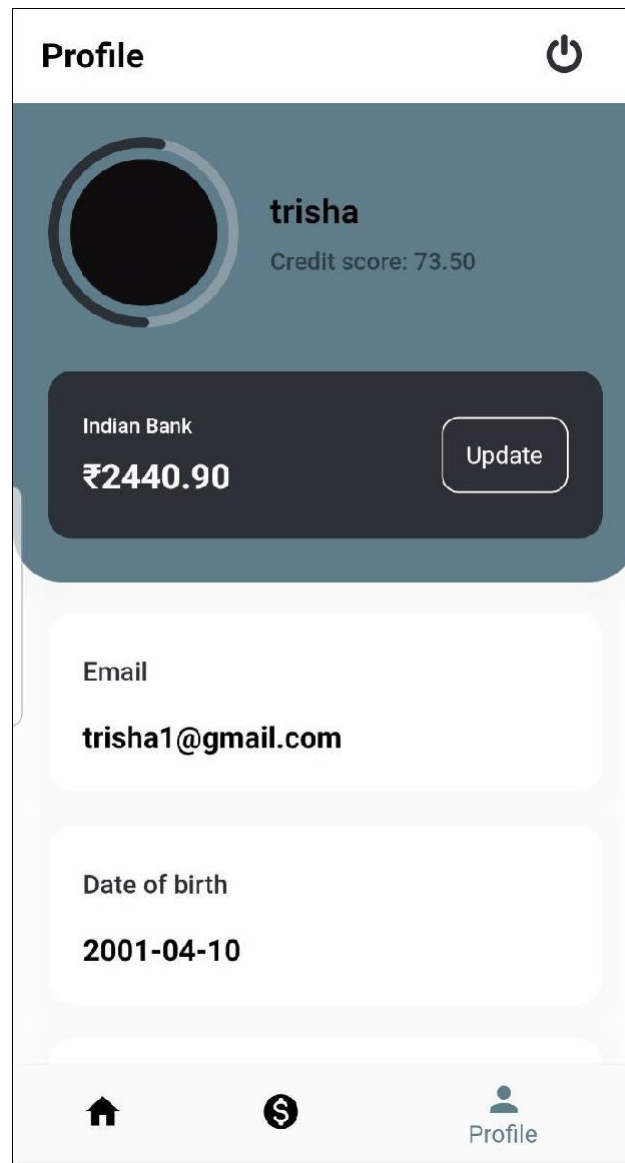 Profile
trisha
Credit score: 73.50
Indian Bank
₹2440.90
Update
Email
trisha1@gmail.com
Date of birth
2001-04-10
Profile